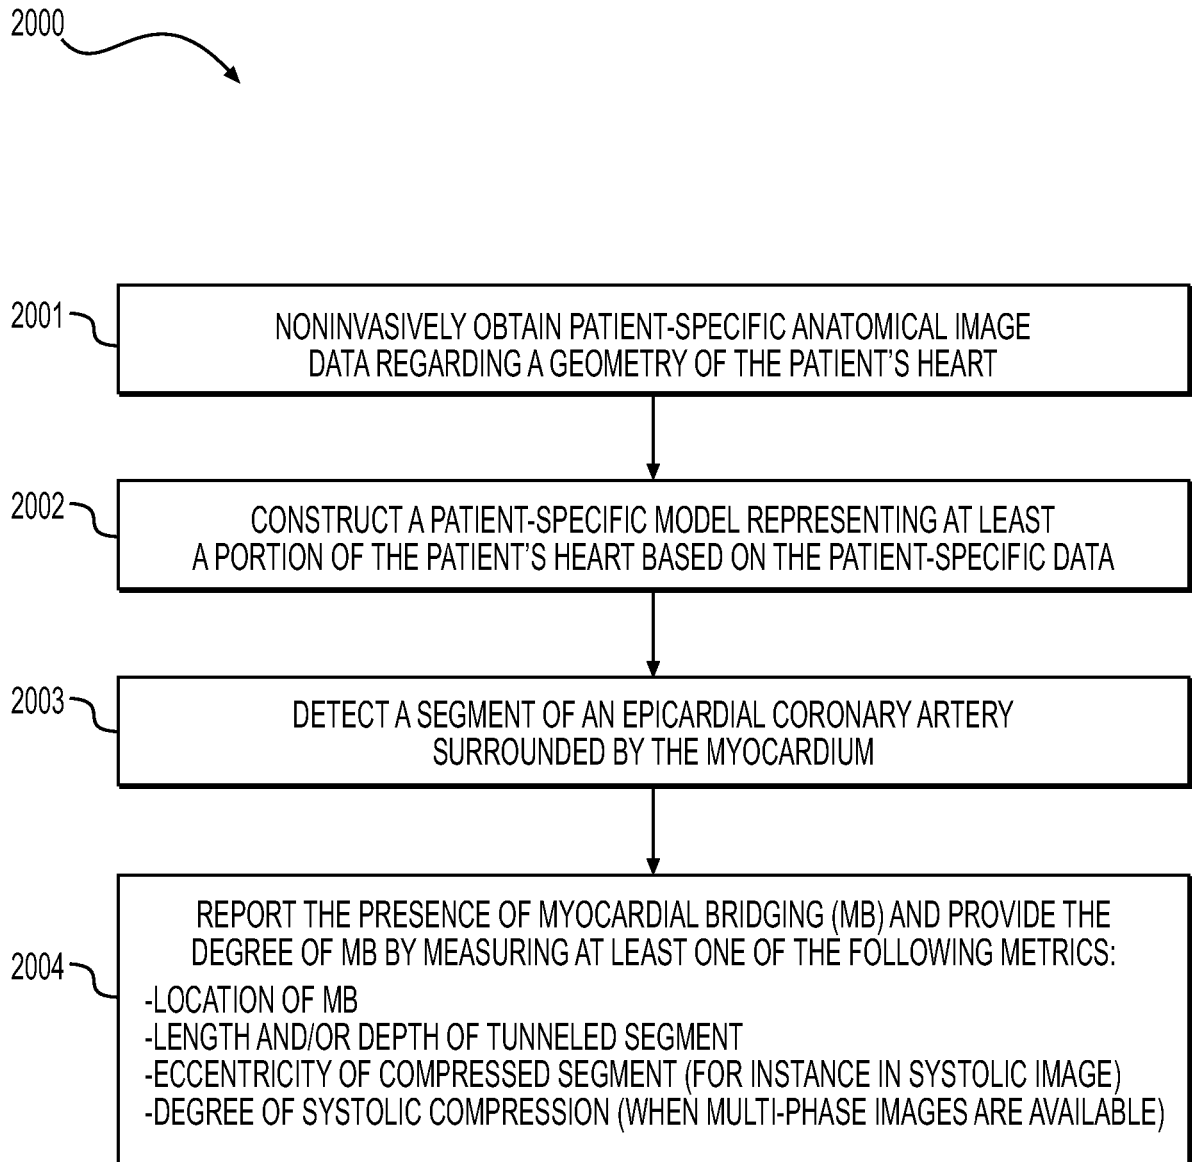 2000
2001
NONINVASIVELY OBTAIN PATIENT-SPECIFIC ANATOMICAL IMAGE
DATA REGARDING A GEOMETRY OF THE PATIENT'S HEART
2002
CONSTRUCT A PATIENT-SPECIFIC MODEL REPRESENTING AT LEAST
A PORTION OF THE PATIENT'S HEART BASED ON THE PATIENT-SPECIFIC DATA
2003
DETECT A SEGMENT OF AN EPICARDIAL CORONARY ARTERY
SURROUNDED BY THE MYOCARDIUM
2004
REPORT THE PRESENCE OF MYOCARDIAL BRIDGING (MB) AND PROVIDE THE
DEGREE OF MB BY MEASURING AT LEAST ONE OF THE FOLLOWING METRICS:
-LOCATION OF MB
-LENGTH AND/OR DEPTH OF TUNNELED SEGMENT
-ECCENTRICITY OF COMPRESSED SEGMENT (FOR INSTANCE IN SYSTOLIC IMAGE)
-DEGREE OF SYSTOLIC COMPRESSION (WHEN MULTI-PHASE IMAGES ARE AVAILABLE)